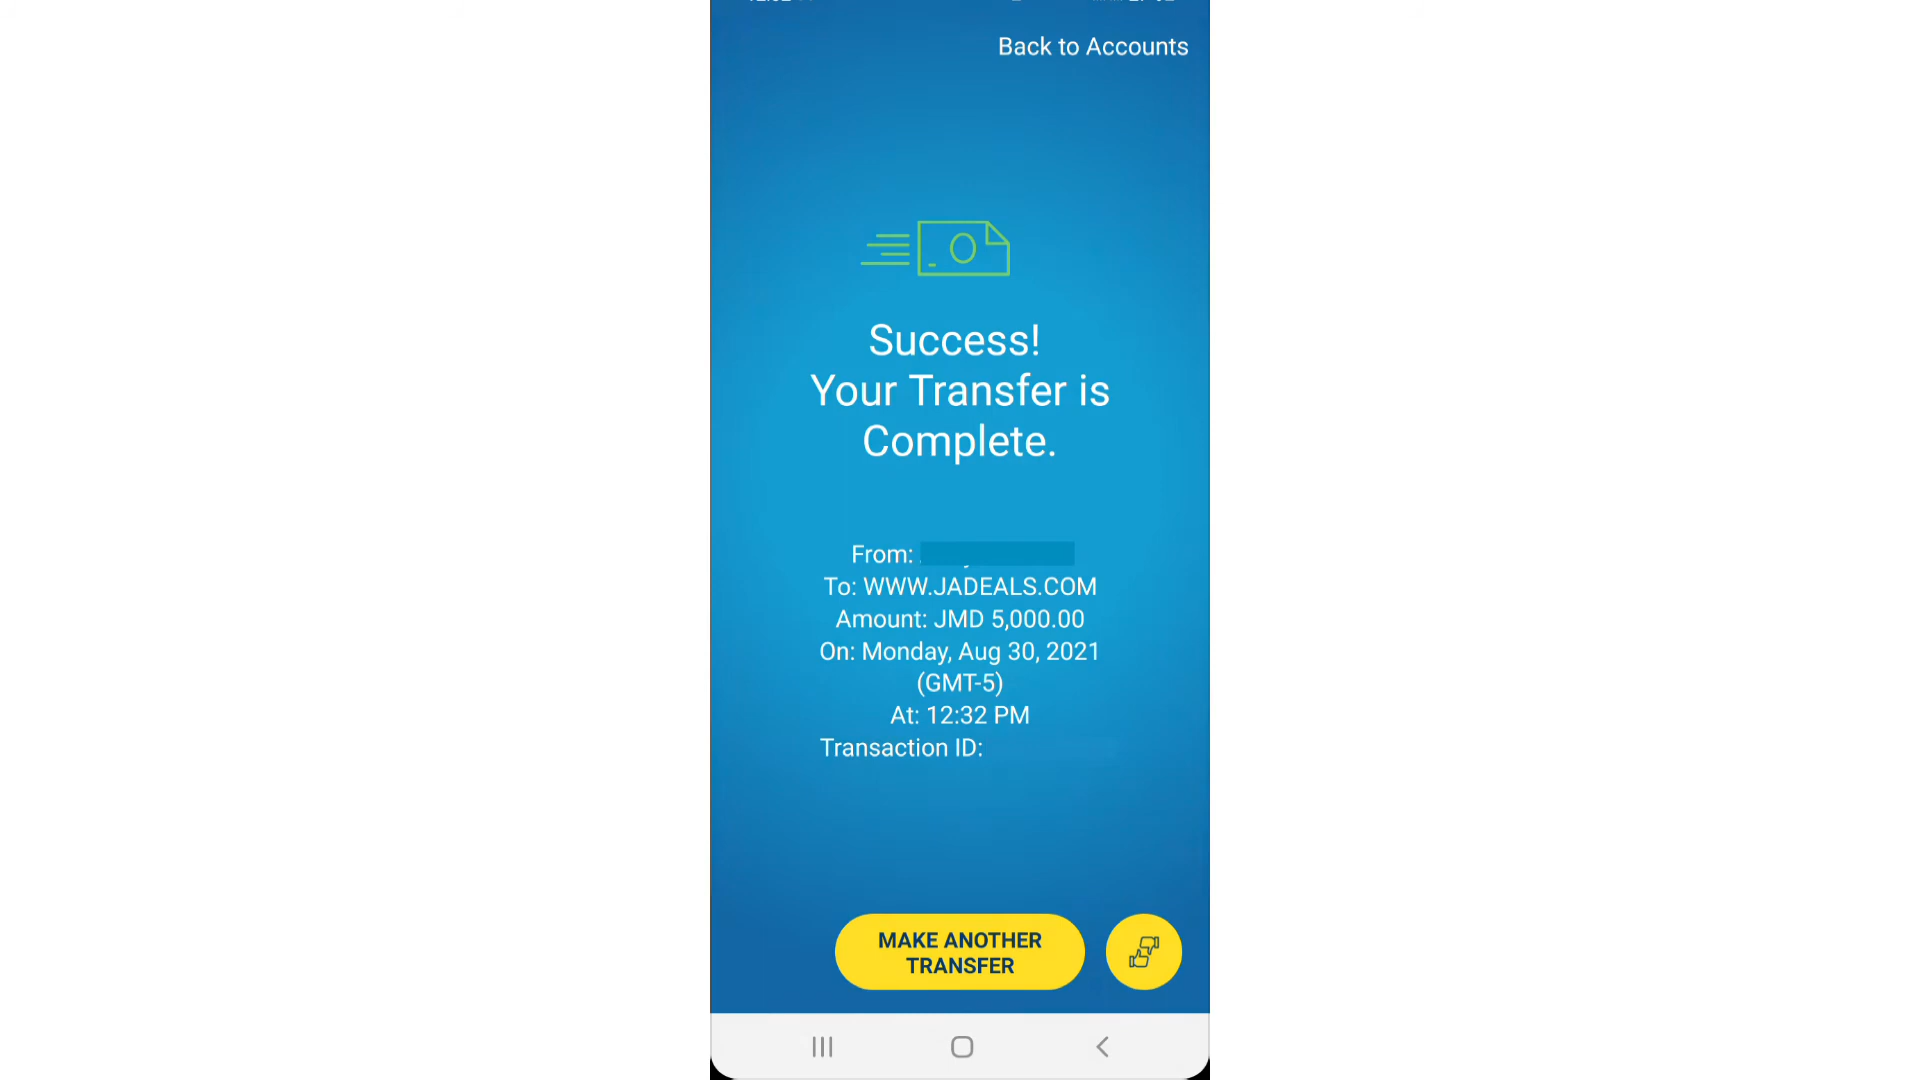 Back to Accounts
Success!
Your Transfer is
Complete.
From:
To: WWW.JADEALS.COM
Amount: JMD 5,000.00
On: Monday, Aug 30, 2021
(GMT-5)
At: 12:32 PM
Transaction ID:
MAKE ANOTHER
TRANSFER